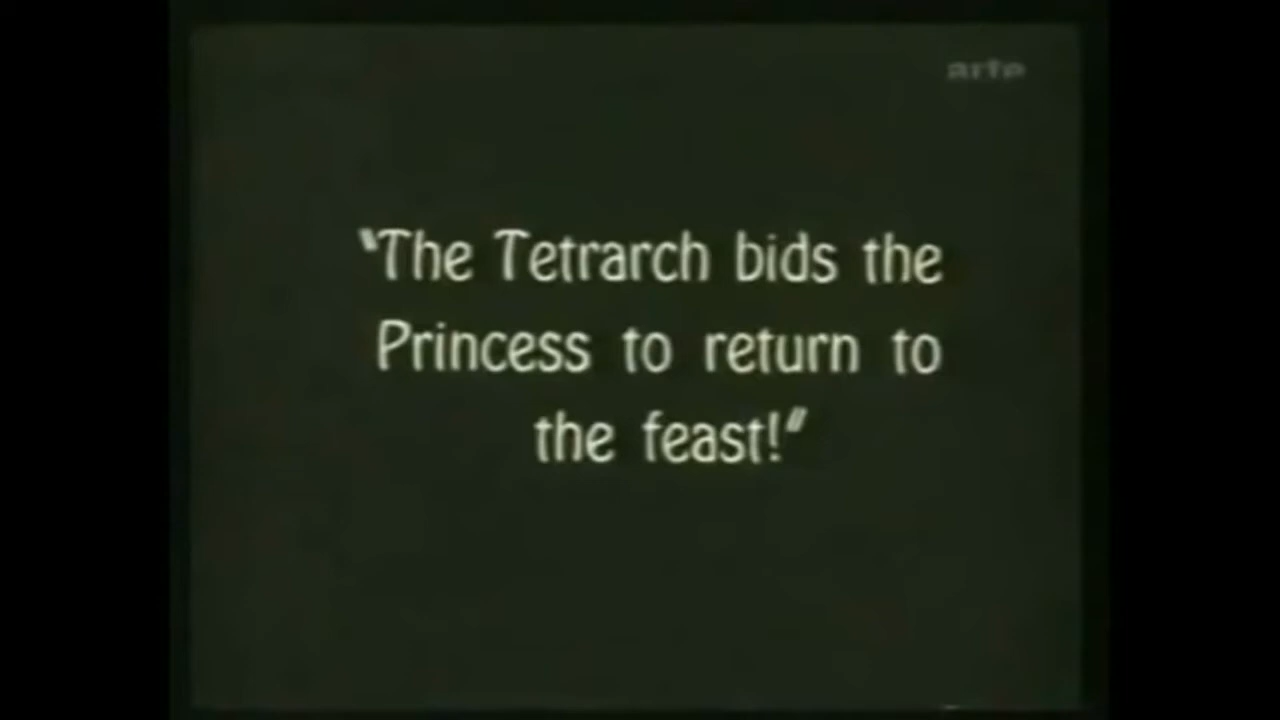 arte
"The Tetrarch bids the
Princess to return to
the feast!"